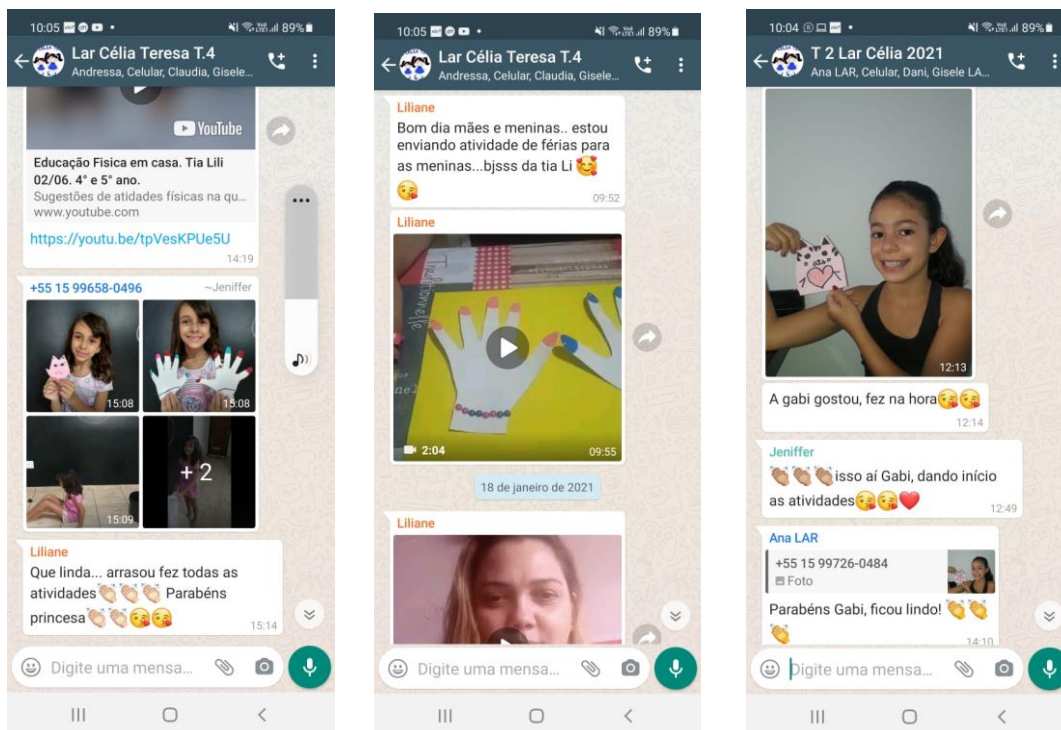 10:05
89%
Lar Célia Teresa T.4
Andressa, Celular, Claudia, Gisele...
YouTube
Educação Fisica em casa. Tia Lili
02/06. 4° e 5° ano.
Sugestões de atidades físicas na qu...
www.youtube.com
https://youtu.be/tpVesKPUe5U
14:19
+55 15 99658-0496 ~Jeniffer
15:08
15:08
15:09
+ 2
Liliane
Que linda... arrasou fez todas as
atividades👏👏👏 Parabéns
princesa👏👏😘😘
15:14
Digite uma mensa...
10:05
89%
Lar Célia Teresa T.4
Andressa, Celular, Claudia, Gisele...
Liliane
Bom dia mães e meninas.. estou
enviando atividade de férias para
as meninas...bjsss da tia Li 🥰
😘
09:52
Liliane
Traditionnelle
2:04
09:55
18 de janeiro de 2021
Liliane
Digite uma mensa...
10:04
89%
T 2 Lar Célia 2021
Ana LAR, Celular, Dani, Gisele LA...
12:13
A gabi gostou, fez na hora😘😘
12:14
Jeniffer
👏👏👏isso aí Gabi, dando início
as atividades😘😘❤️
12:49
Ana LAR
+55 15 99726-0484
Foto
Parabéns Gabi, ficou lindo! 👏👏
👏
14:10
Digite uma mensa...